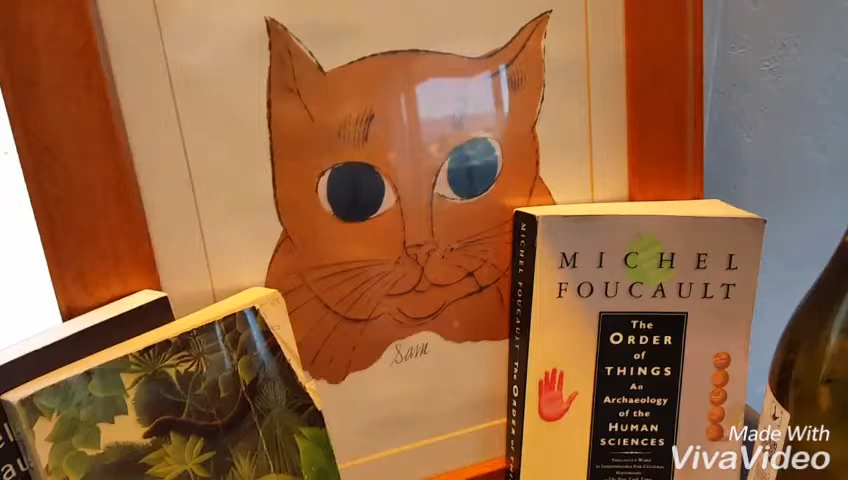 Sam
MICHEL FOUCAULT THE ORDER OF
MICHEL
FOUCAULT
The
ORDER
of
THINGS
An
Archaeology
of the
HUMAN
SCIENCES
Made With
VivaVideo